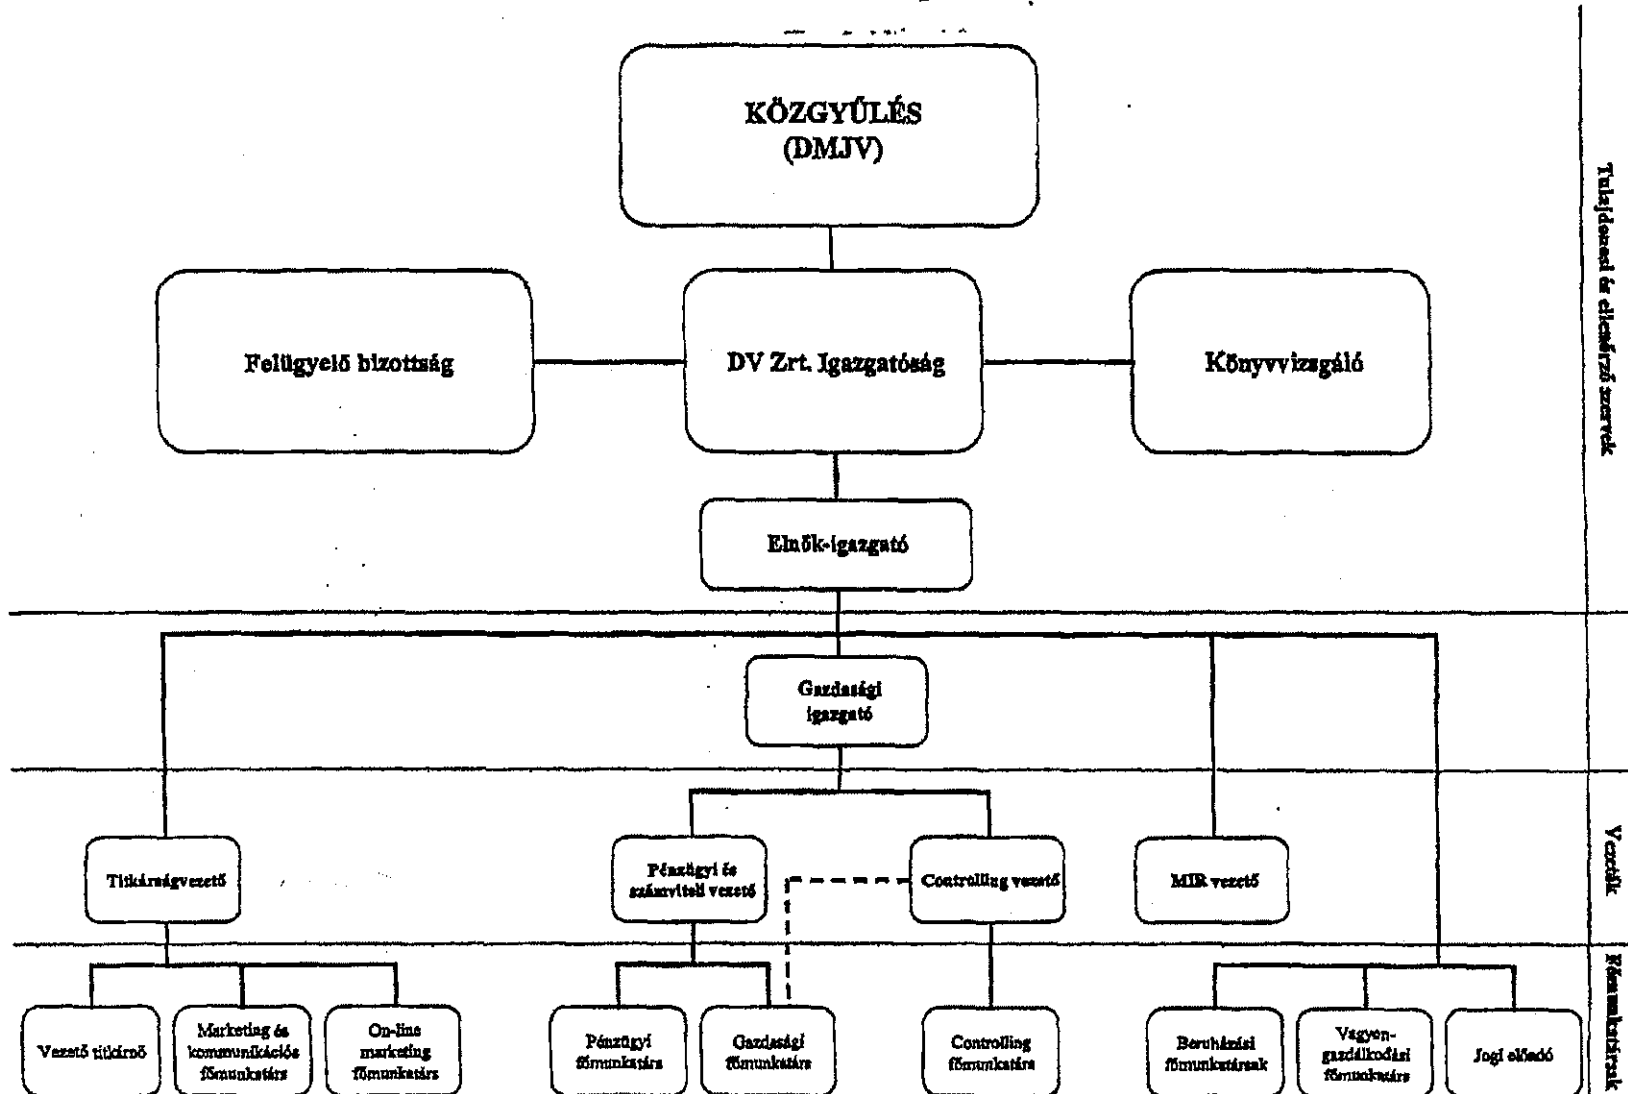 KÖZGYŰLÉS
(DMJV)
Felügyelő bizottság
DV Zrt. Igazgatóság
Könyvvizsgáló
Elnök-igazgató
Tulajdonosi és ellenőrző szervek
Gazdasági
igazgató
Titkárságvezető
Pénzügyi és
számviteli vezető
Controlling vezető
MIR vezető
Vezetők
Vezető titkárnő
Marketing és
kommunikációs
főmunkatárs
On-line
marketing
főmunkatárs
Pénzügyi
főmunkatárs
Gazdasági
főmunkatárs
Controlling
főmunkatárs
Beruházási
főmunkatársak
Vagyon-
gazdálkodási
főmunkatárs
Jogi előadó
Főmunkatársak